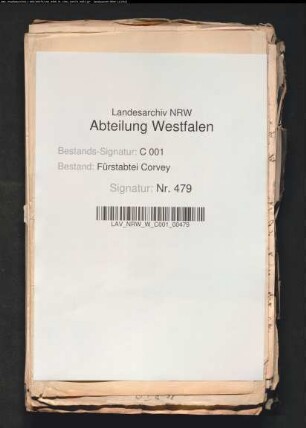 Landesarchiv NRW
Abteilung Westfalen
Bestands-Signatur: C 001
Bestand: Fürstabtei Corvey
Signatur: Nr. 479
LAV_NRW_W_C001_00479